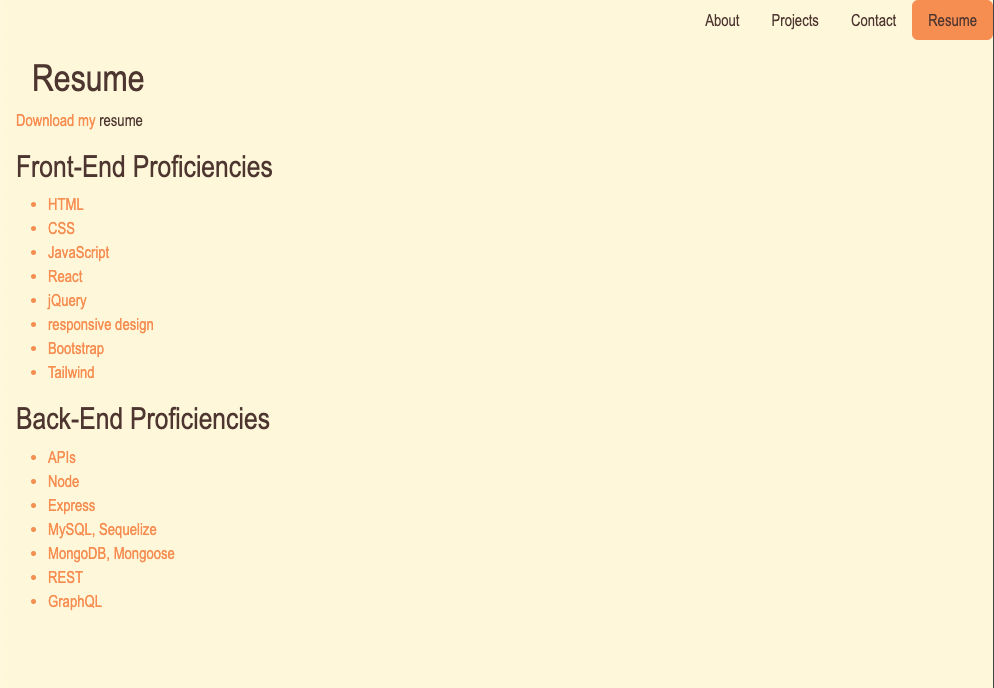 About Projects Contact Resume
Resume
Download my resume
Front-End Proficiencies
HTML
CSS
JavaScript
React
jQuery
responsive design
Bootstrap
Tailwind
Back-End Proficiencies
APIs
Node
Express
MySQL, Sequelize
MongoDB, Mongoose
REST
GraphQL